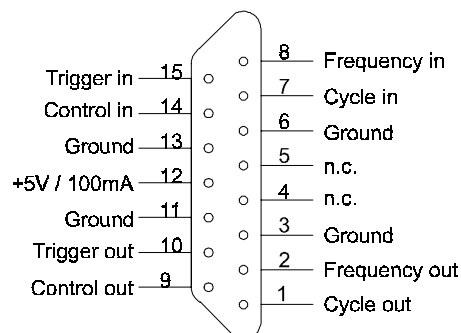 15 Trigger in
14 Control in
13 Ground
12 +5V / 100mA
11 Ground
10 Trigger out
9 Control out
8 Frequency in
7 Cycle in
6 Ground
5 n.c.
4 n.c.
3 Ground
2 Frequency out
1 Cycle out